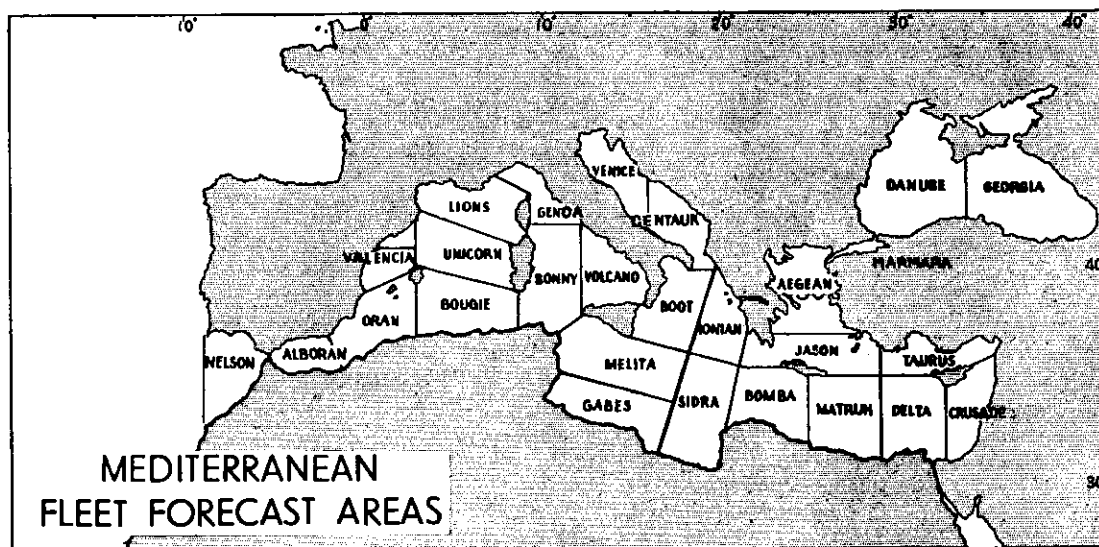 10° 0° 10° 20° 30° 40°
VENICE
DANUBE GEORGIA
LIONS GENOA CENTAUR
VALENCIA UNICORN MARMARA 40
BONNY VOLCANO AEGEAN
ORAN BOUGIE BOOT IONIAN
NELSON ALBORAN JASON TAURUS
MELITA
GABES SIDRA BOMBA MATRUH DELTA CRUSADE
MEDITERRANEAN
FLEET FORECAST AREAS
30